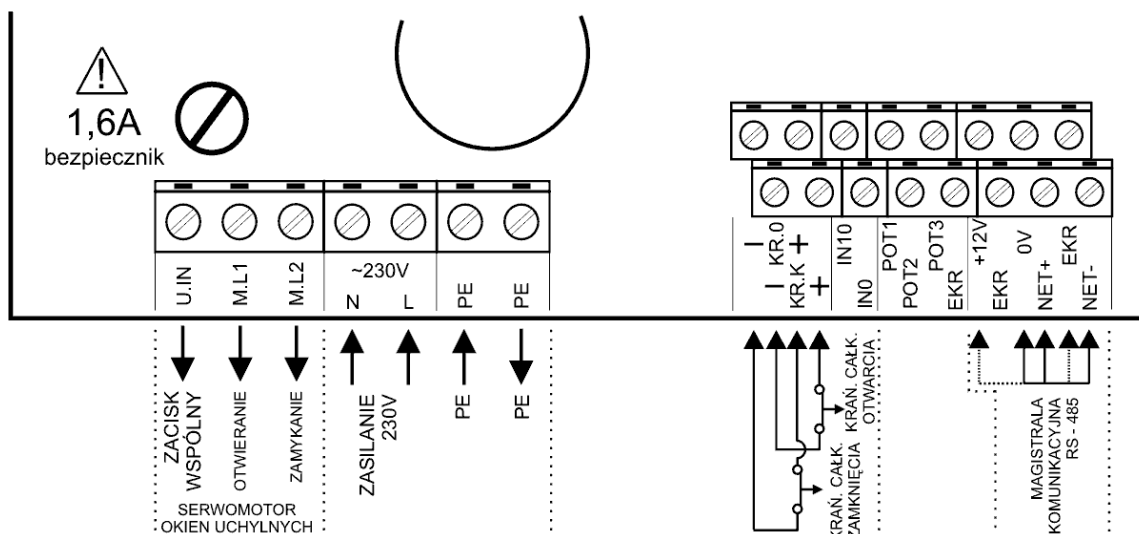 1,6A
bezpiecznik
U.IN
M.L1
M.L2
~230V
N
L
PE
PE
– KR.0 +
– KR.K +
IN10
IN0
POT1
POT2
POT3
EKR
+12V
EKR
0V
NET+
EKR
NET-
ZACISK
WSPÓLNY
OTWIERANIE
ZAMYKANIE
SERWOMOTOR
OKIEN UCHYLNYCH
ZASILANIE
230V
PE
PE
KRAŃ. CAŁK.
ZAMKNIĘCIA
KRAŃ. CAŁK.
OTWARCIA
MAGISTRALA
KOMUNIKACYJNA
RS - 485